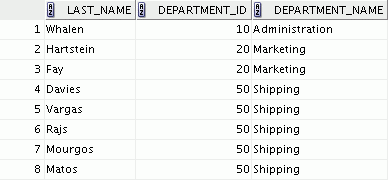 LAST_NAME DEPARTMENT_ID DEPARTMENT_NAME
1 Whalen 10 Administration
2 Hartstein 20 Marketing
3 Fay 20 Marketing
4 Davies 50 Shipping
5 Vargas 50 Shipping
6 Rajs 50 Shipping
7 Mourgos 50 Shipping
8 Matos 50 Shipping